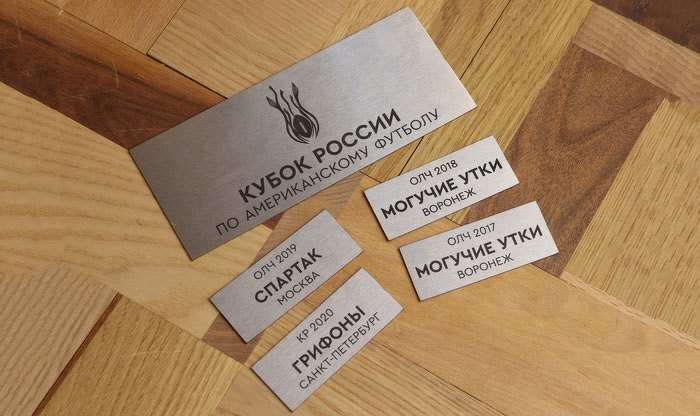 КУБОК РОССИИ
ПО АМЕРИКАНСКОМУ ФУТБОЛУ
ОЛЧ 2018
МОГУЧИЕ УТКИ
ВОРОНЕЖ
ОЛЧ 2017
МОГУЧИЕ УТКИ
ВОРОНЕЖ
ОЛЧ 2019
СПАРТАК
МОСКВА
КР 2020
ГРИФОНЫ
САНКТ-ПЕТЕРБУРГ